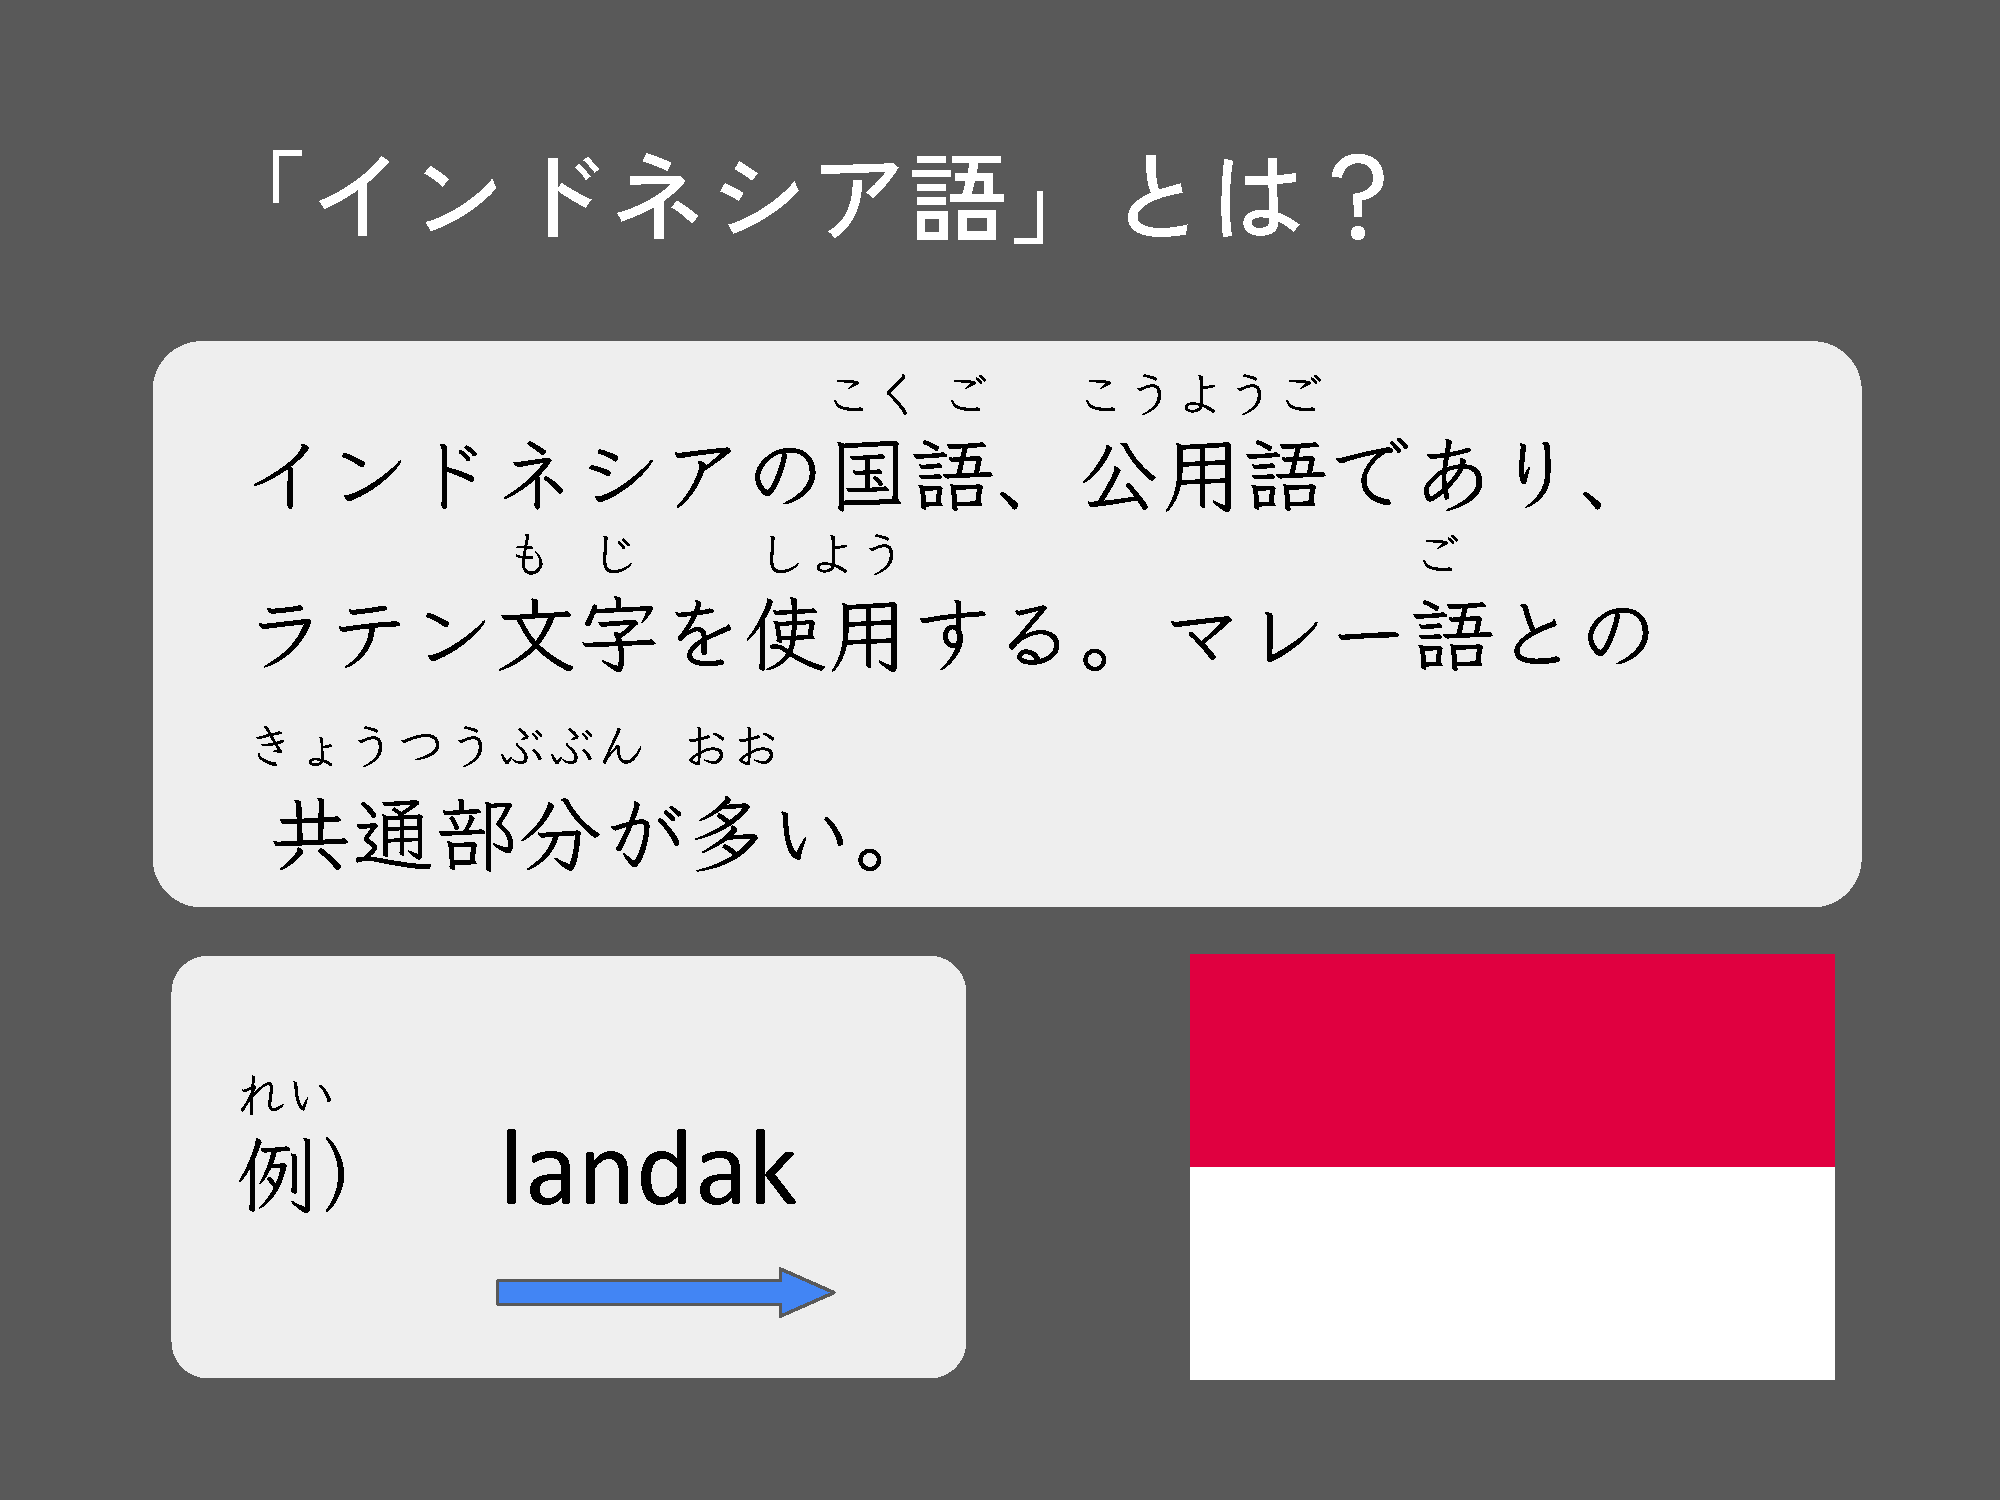 「インドネシア語」とは？
こくご　こうようご
インドネシアの国語、公用語であり、
もじ　しよう　ご
ラテン文字を使用する。マレー語との
きょうつうぶぶん　おお
共通部分が多い。
れい
例)　landak